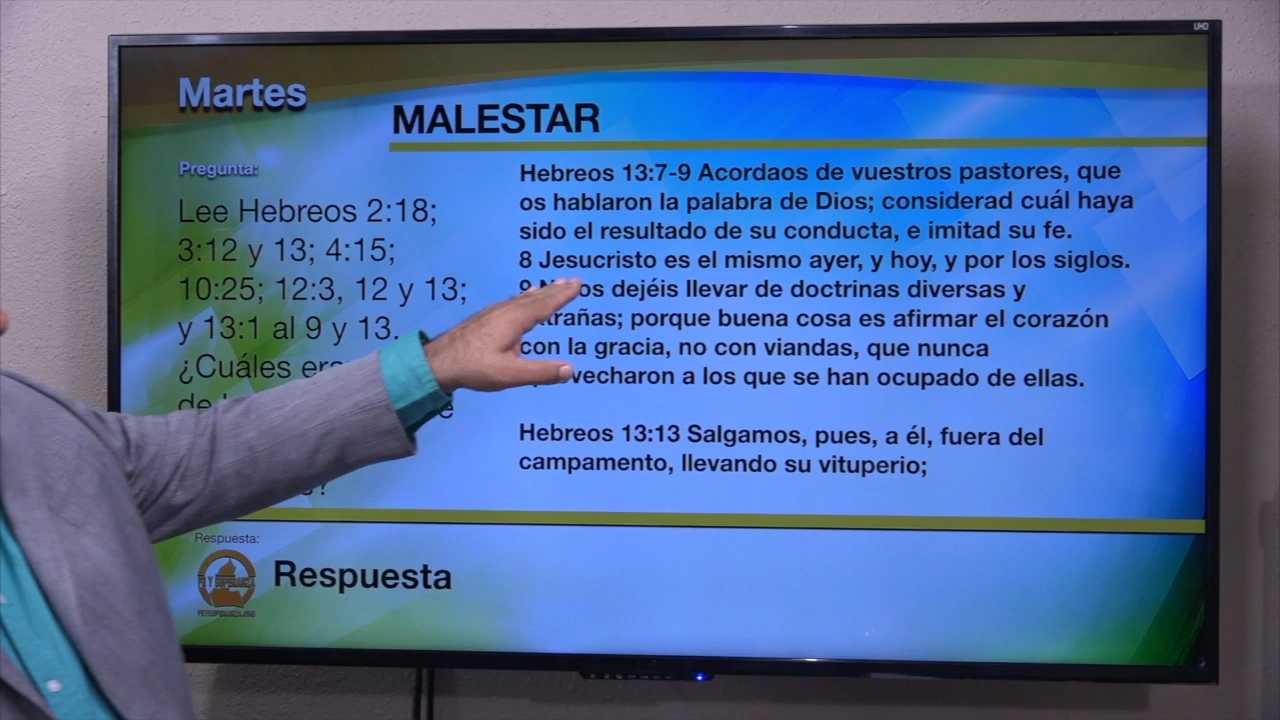 UHD
Martes
MALESTAR
Pregunta:
Lee Hebreos 2:18;
3:12 y 13; 4:15;
10:25; 12:3, 12 y 13;
y 13:1 al 9 y 13.
¿Cuáles
Hebreos 13:7-9 Acordaos de vuestros pastores, que
os hablaron la palabra de Dios; considerad cuál haya
sido el resultado de su conducta, e imitad su fe.
8 Jesucristo es el mismo ayer, y hoy, y por los siglos.
9 dejéis llevar de doctrinas diversas y
porque buena cosa es afirmar el corazón
con la gracia, no con viandas, que nunca
a los que se han ocupado de ellas.
Hebreos 13:13 Salgamos, pues, a él, fuera del
campamento, llevando su vituperio;
Respuesta:
FE Y ESPERANZA
Respuesta